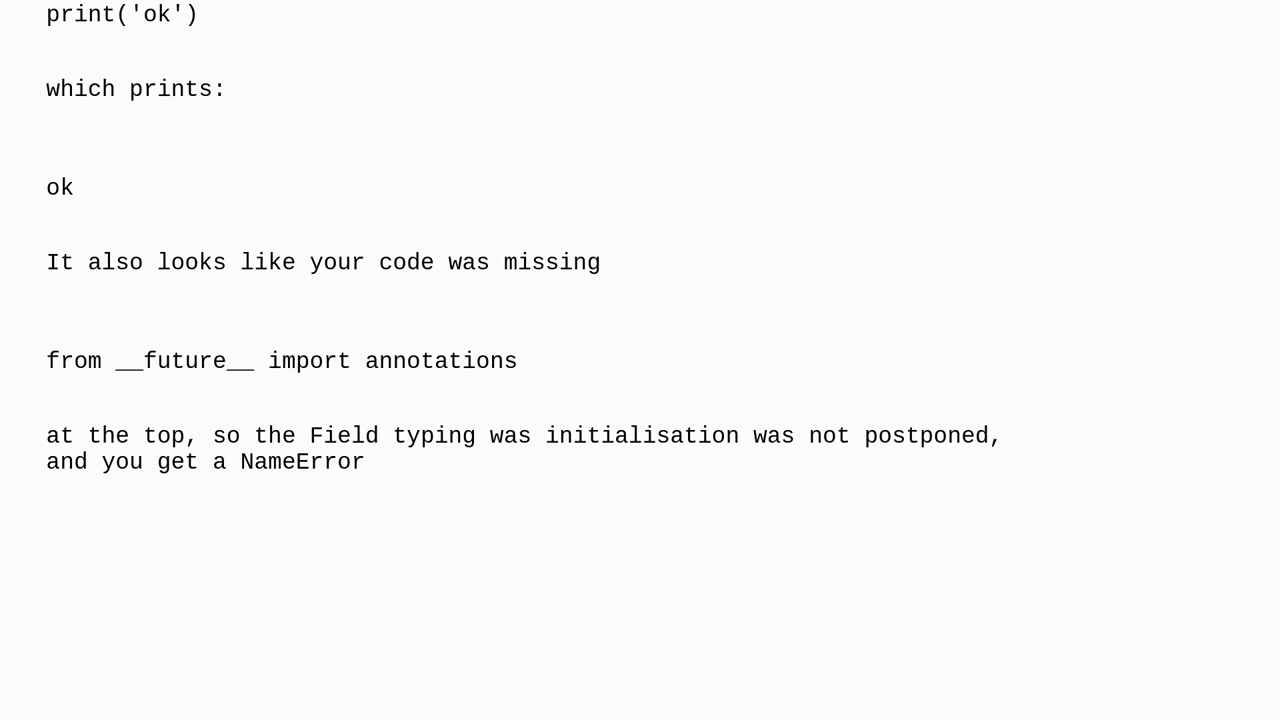 print('ok')
which prints:
ok
It also looks like your code was missing
from __future__ import annotations
at the top, so the Field typing was initialisation was not postponed,
and you get a NameError